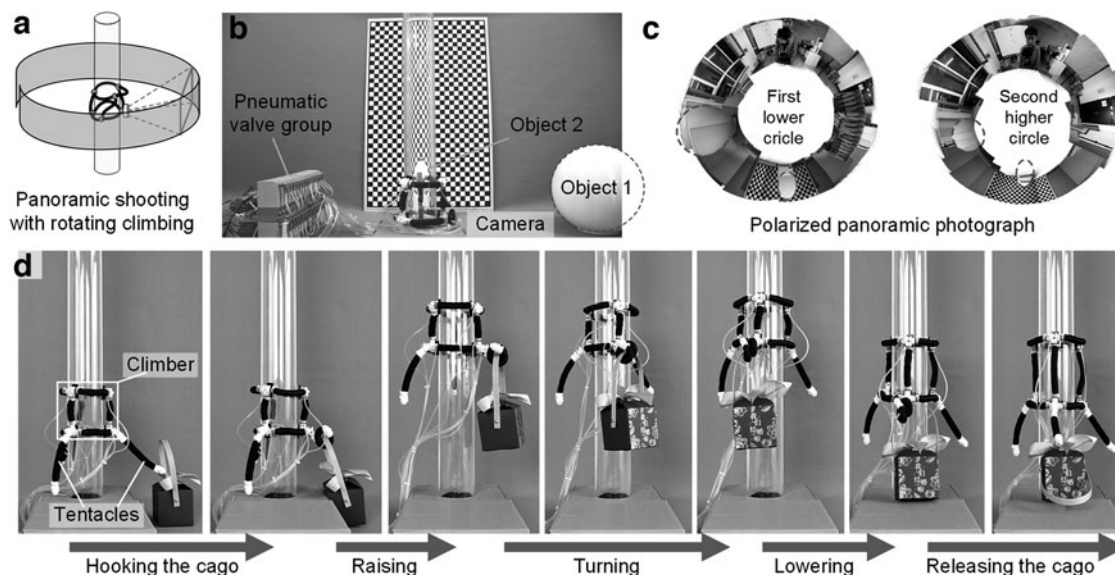 a
Panoramic shooting
with rotating climbing
b
Pneumatic
valve group
Object 2
Object 1
Camera
c
First
lower
cricle
Second
higher
circle
Polarized panoramic photograph
d
Climber
Tentacles
Hooking the cago
Raising
Turning
Lowering
Releasing the cago